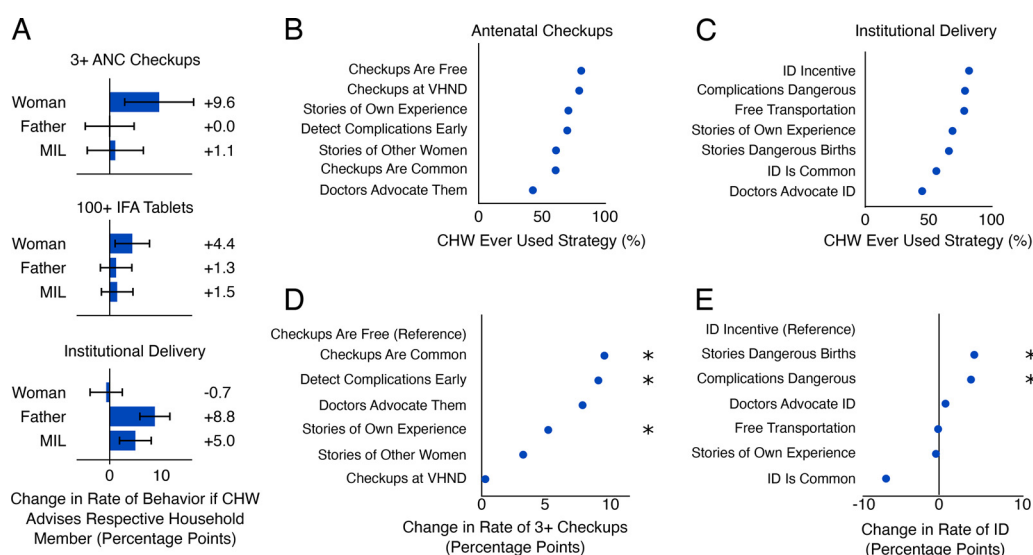 A
3+ ANC Checkups
Woman +9.6
Father +0.0
MIL +1.1
100+ IFA Tablets
Woman +4.4
Father +1.3
MIL +1.5
Institutional Delivery
Woman -0.7
Father +8.8
MIL +5.0
0 10
Change in Rate of Behavior if CHW
Advises Respective Household
Member (Percentage Points)
B
Antenatal Checkups
Checkups Are Free
Checkups at VHND
Stories of Own Experience
Detect Complications Early
Stories of Other Women
Checkups Are Common
Doctors Advocate Them
0 50 100
CHW Ever Used Strategy (%)
C
Institutional Delivery
ID Incentive
Complications Dangerous
Free Transportation
Stories of Own Experience
Stories Dangerous Births
ID Is Common
Doctors Advocate ID
0 50 100
CHW Ever Used Strategy (%)
D
Checkups Are Free (Reference)
Checkups Are Common *
Detect Complications Early *
Doctors Advocate Them
Stories of Own Experience *
Stories of Other Women
Checkups at VHND
0 5 10
Change in Rate of 3+ Checkups
(Percentage Points)
E
ID Incentive (Reference)
Stories Dangerous Births *
Complications Dangerous *
Doctors Advocate ID
Free Transportation
Stories of Own Experience
ID Is Common
-10 0 10
Change in Rate of ID
(Percentage Points)